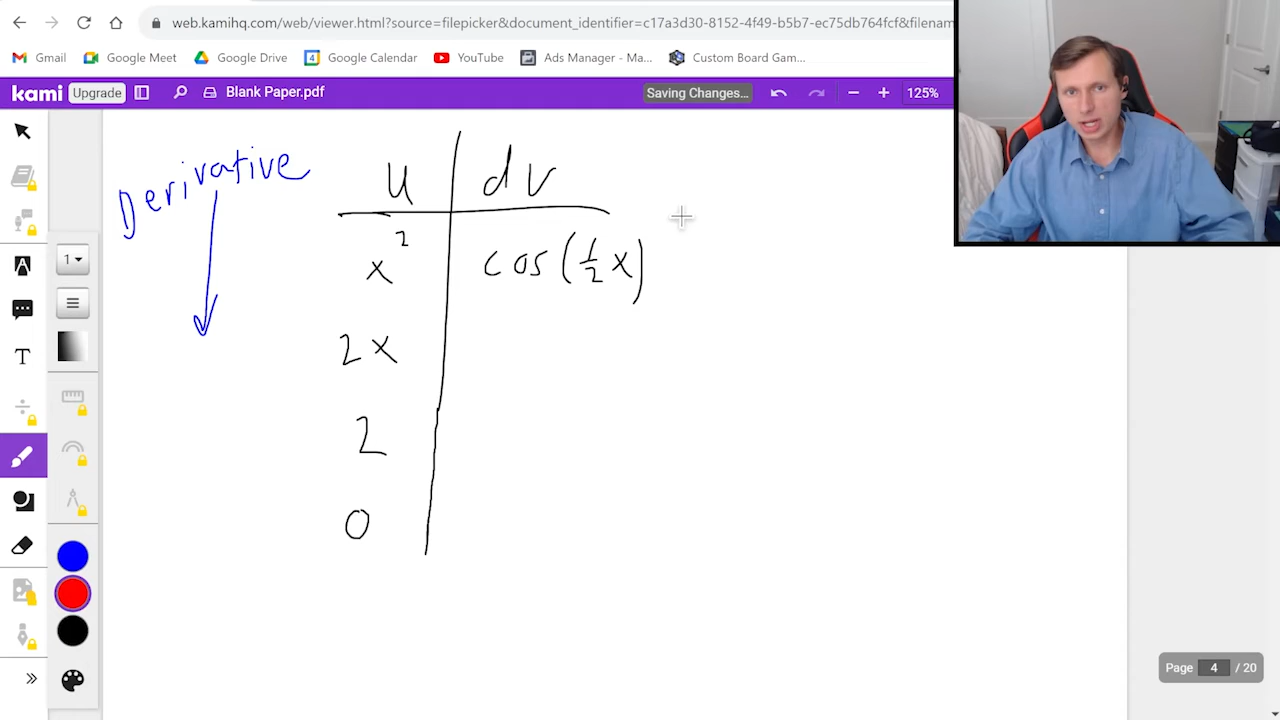 web.kamihq.com/web/viewer.html?source=filepicker&document_identifier=c17a3d30-8152-4f49-b5b7-ec75db764fcf&filenam
Gmail Google Meet Google Drive 4 Google Calendar YouTube Ads Manager - Ma... Custom Board Gam...
kami Upgrade Blank Paper.pdf Saving Changes... 125%
Derivative
u dv
x² cos(½x)
1
2x
T
2
0
Page 4 / 20